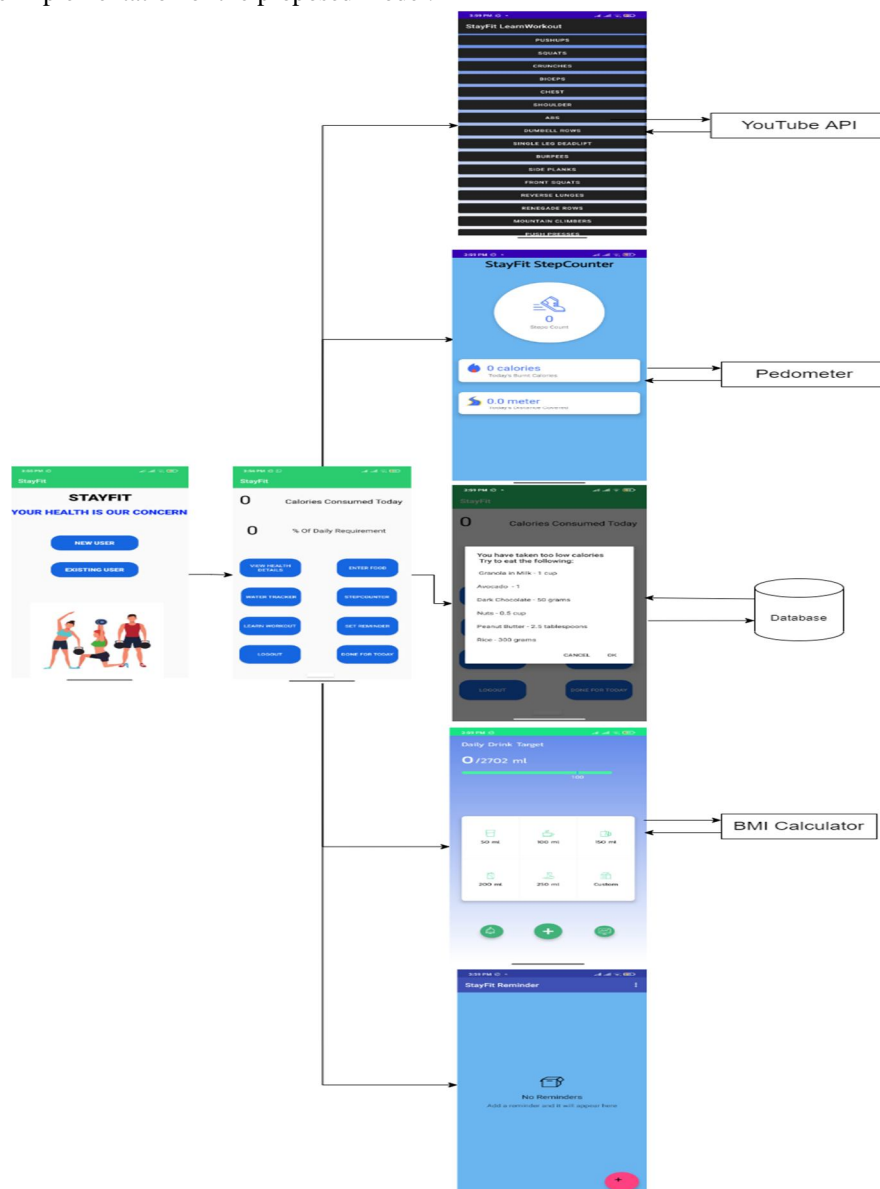 StayFit LearnWorkout
PUSHUPS
SQUATS
CRUNCHES
BICEPS
CHEST
SHOULDER
ABS
DUMBELL ROWS
SINGLE LEG DEADLIFT
BURPEES
SIDE PLANKS
FRONT SQUATS
REVERSE LUNGES
RENEGADE ROWS
MOUNTAIN CLIMBERS
PUSH PRESSES
YouTube API
StayFit StepCounter
0
Steps Count
0 calories
Today's Burnt Calories
0.0 meter
Today's Distance Covered
Pedometer
StayFit
STAYFIT
YOUR HEALTH IS OUR CONCERN
NEW USER
EXISTING USER
StayFit
0 Calories Consumed Today
0 % Of Daily Requirement
VIEW HEALTH
DETAILS
ENTER FOOD
WATER TRACKER
STEPCOUNTER
LEARN WORKOUT
SET REMINDER
LOGOUT
DONE FOR TODAY
StayFit
0 Calories Consumed Today
You have taken too low calories
Try to eat the following:
Granola in Milk - 1 cup
Avocado - 1
Dark Chocolate - 50 grams
Nuts - 0.5 cup
Peanut Butter - 2.5 tablespoons
Rice - 300 grams
CANCEL OK
LOGOUT
DONE FOR TODAY
Database
Daily Drink Target
0/2702 ml
50 ml
100 ml
150 ml
200 ml
250 ml
Custom
BMI Calculator
StayFit Reminder
No Reminders
Add a reminder and it will appear here